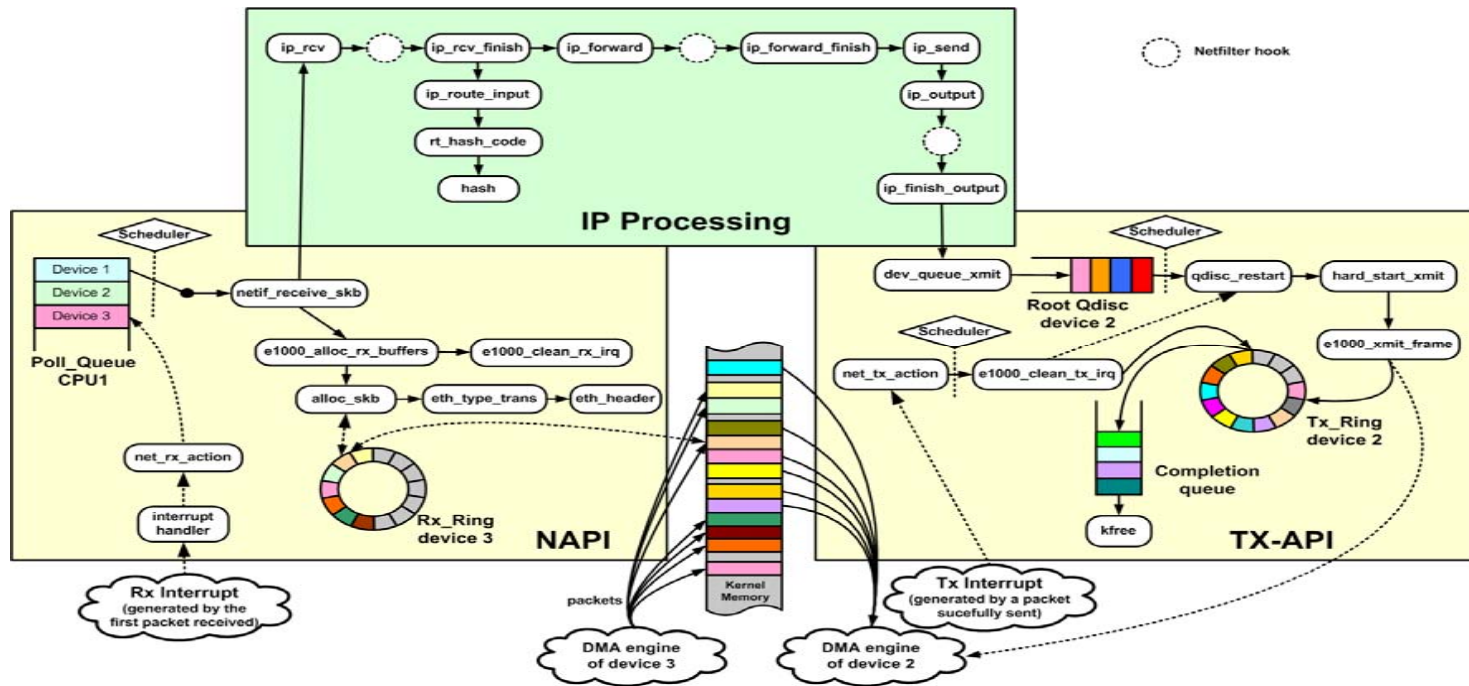 ip_rcv
ip_rcv_finish
ip_forward
ip_forward_finish
ip_send
Netfilter hook
ip_route_input
ip_output
rt_hash_code
hash
ip_finish_output
IP Processing
Scheduler
Device 1
Device 2
Device 3
Poll_Queue
CPU1
netif_receive_skb
e1000_alloc_rx_buffers
e1000_clean_rx_irq
alloc_skb
eth_type_trans
eth_header
net_rx_action
interrupt
handler
Rx_Ring
device 3
NAPI
Rx Interrupt
(generated by the
first packet received)
packets
Kernel
Memory
DMA engine
of device 3
DMA engine
of device 2
Scheduler
dev_queue_xmit
Root Qdisc
device 2
qdisc_restart
hard_start_xmit
Scheduler
net_tx_action
e1000_clean_tx_irq
e1000_xmit_frame
Tx_Ring
device 2
Completion
queue
kfree
TX-API
Tx Interrupt
(generated by a packet
sucefully sent)